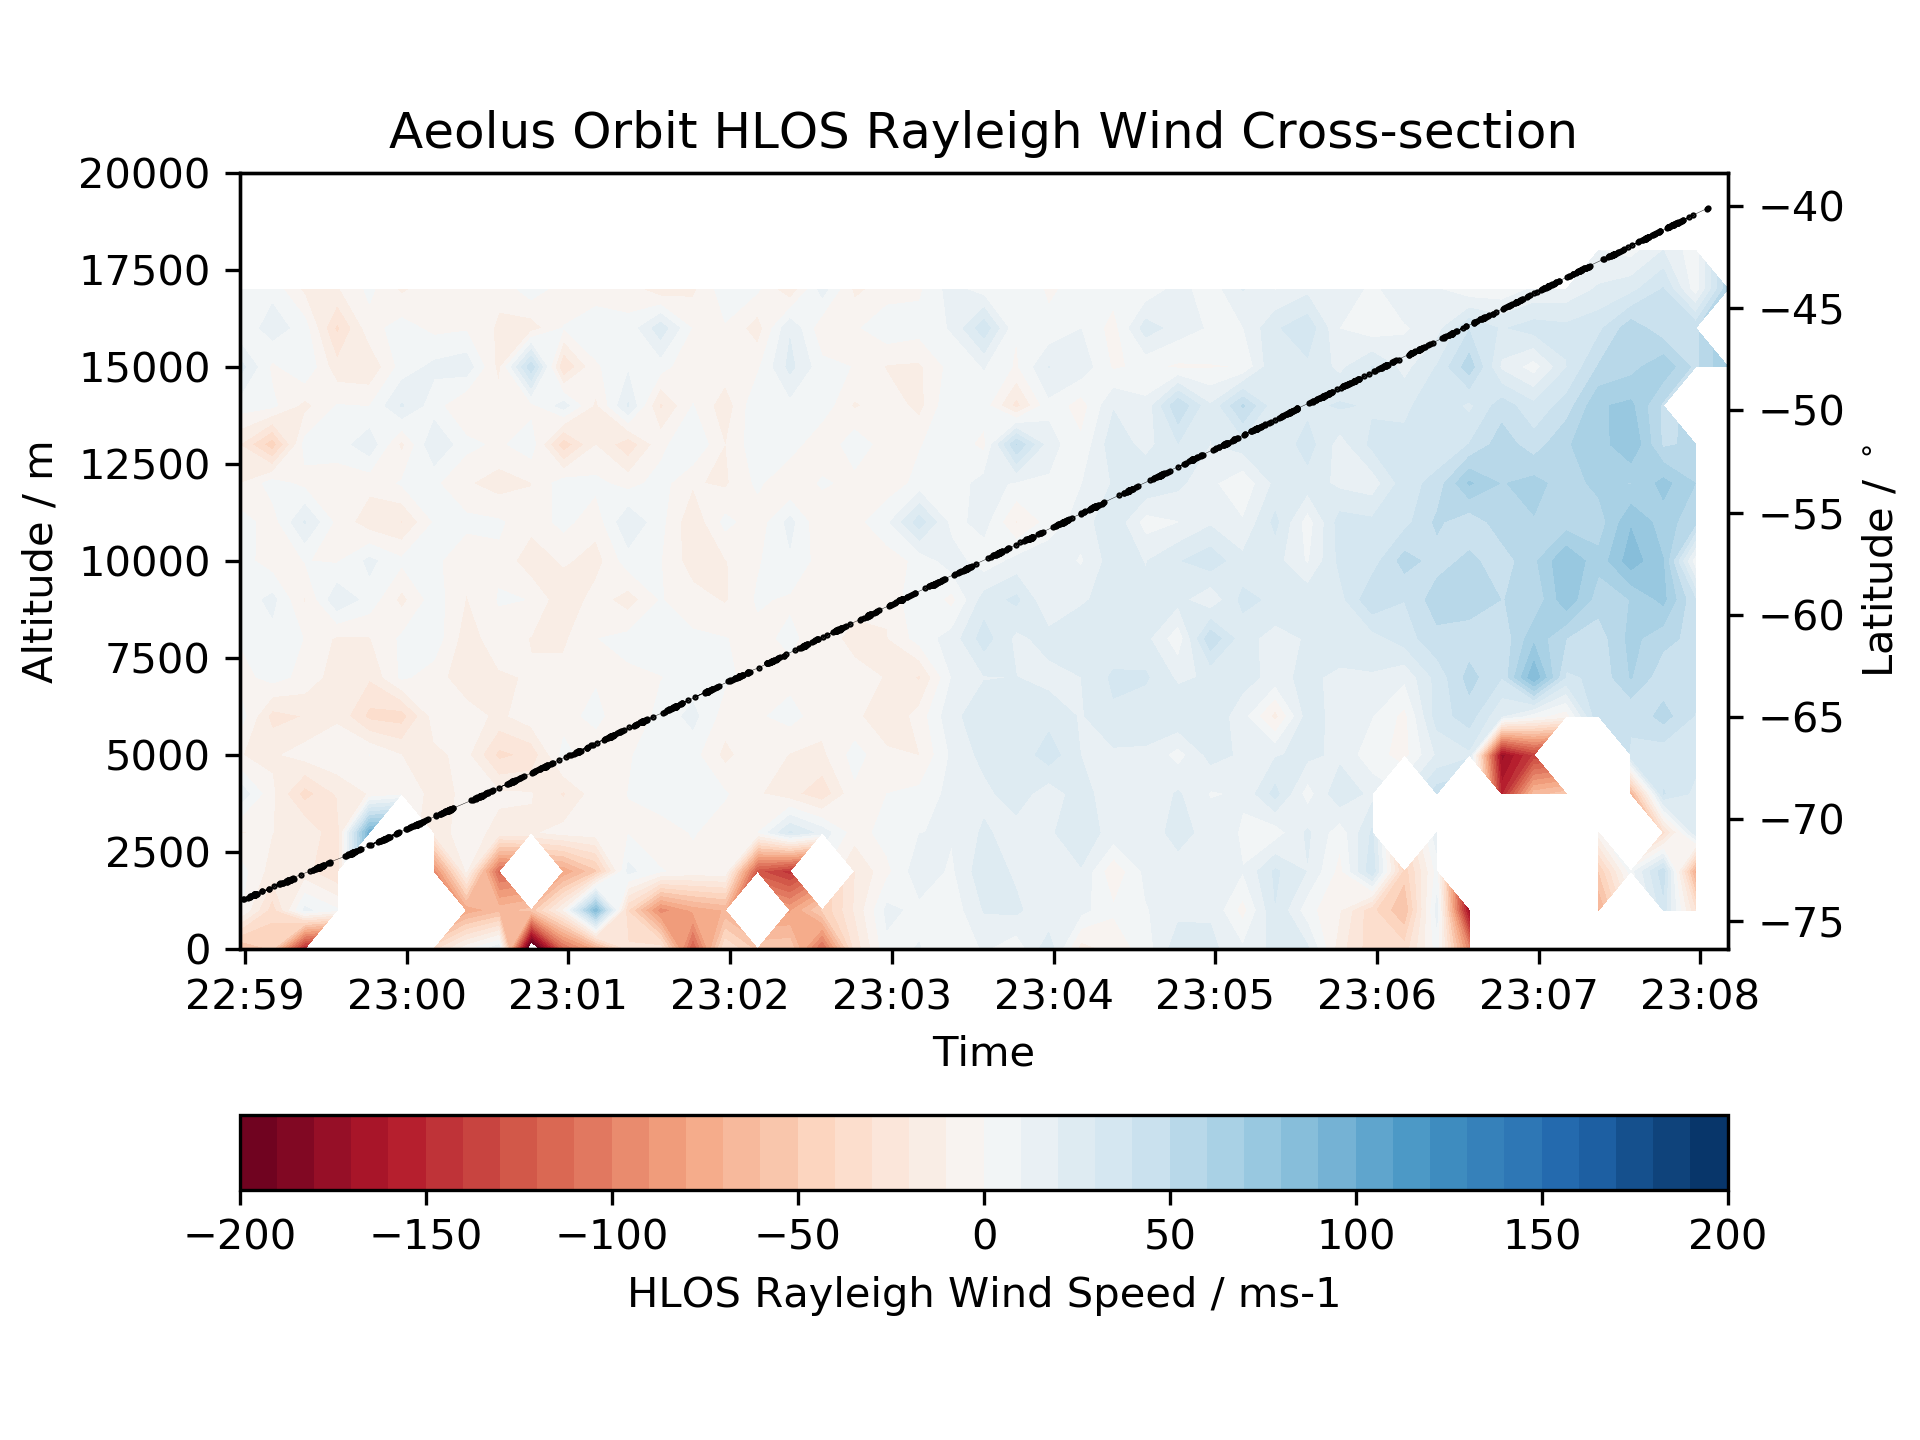 Aeolus Orbit HLOS Rayleigh Wind Cross-section
20000
17500
15000
12500
10000
7500
5000
2500
0
Altitude / m
−40
−45
−50
−55
−60
−65
−70
−75
Latitude / °
22:59 23:00 23:01 23:02 23:03 23:04 23:05 23:06 23:07 23:08
Time
−200 −150 −100 −50 0 50 100 150 200
HLOS Rayleigh Wind Speed / ms-1